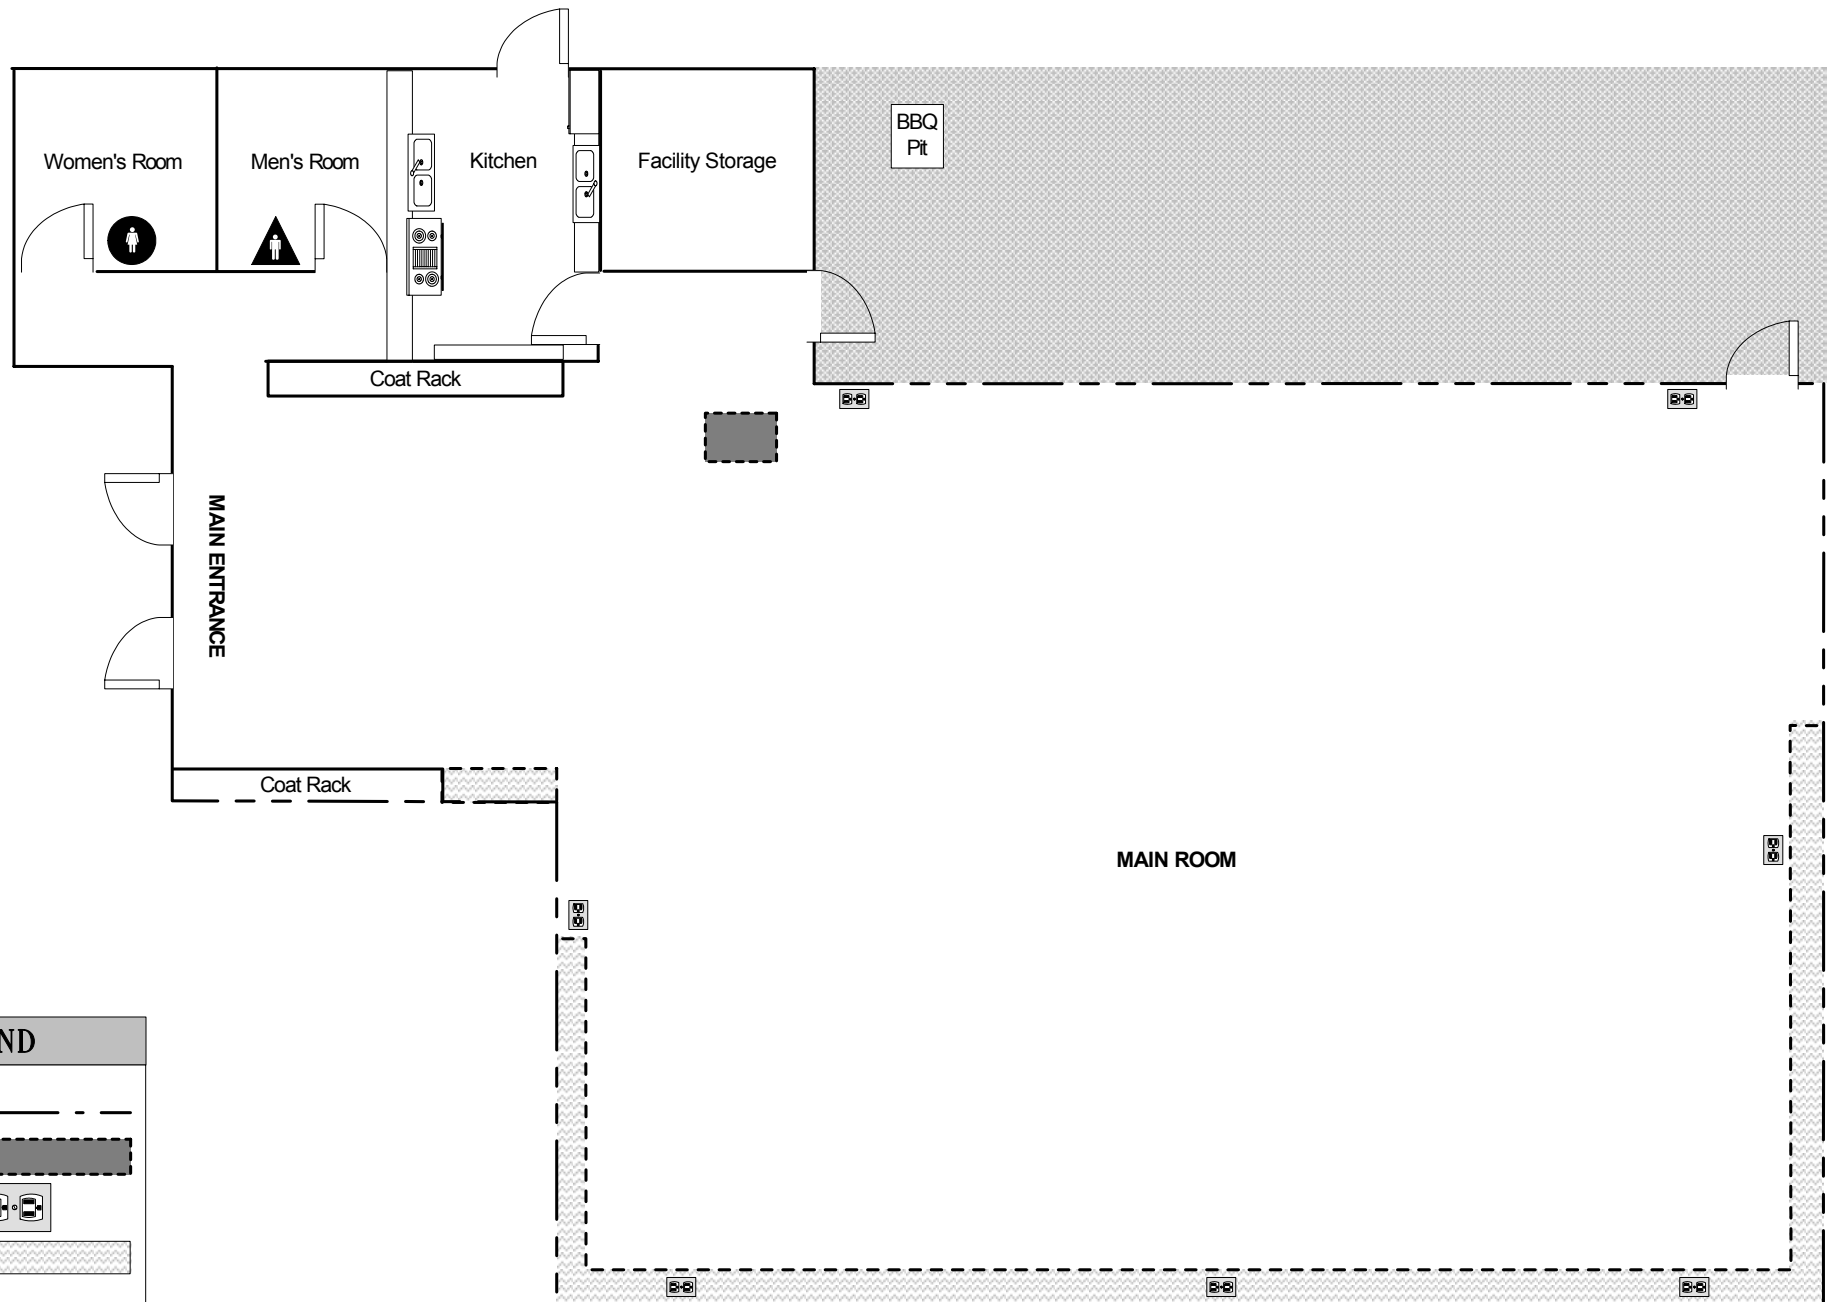 BBQ
Pit
Women's Room
Men's Room
Kitchen
Facility Storage
Coat Rack
MAIN ENTRANCE
Coat Rack
MAIN ROOM
ND